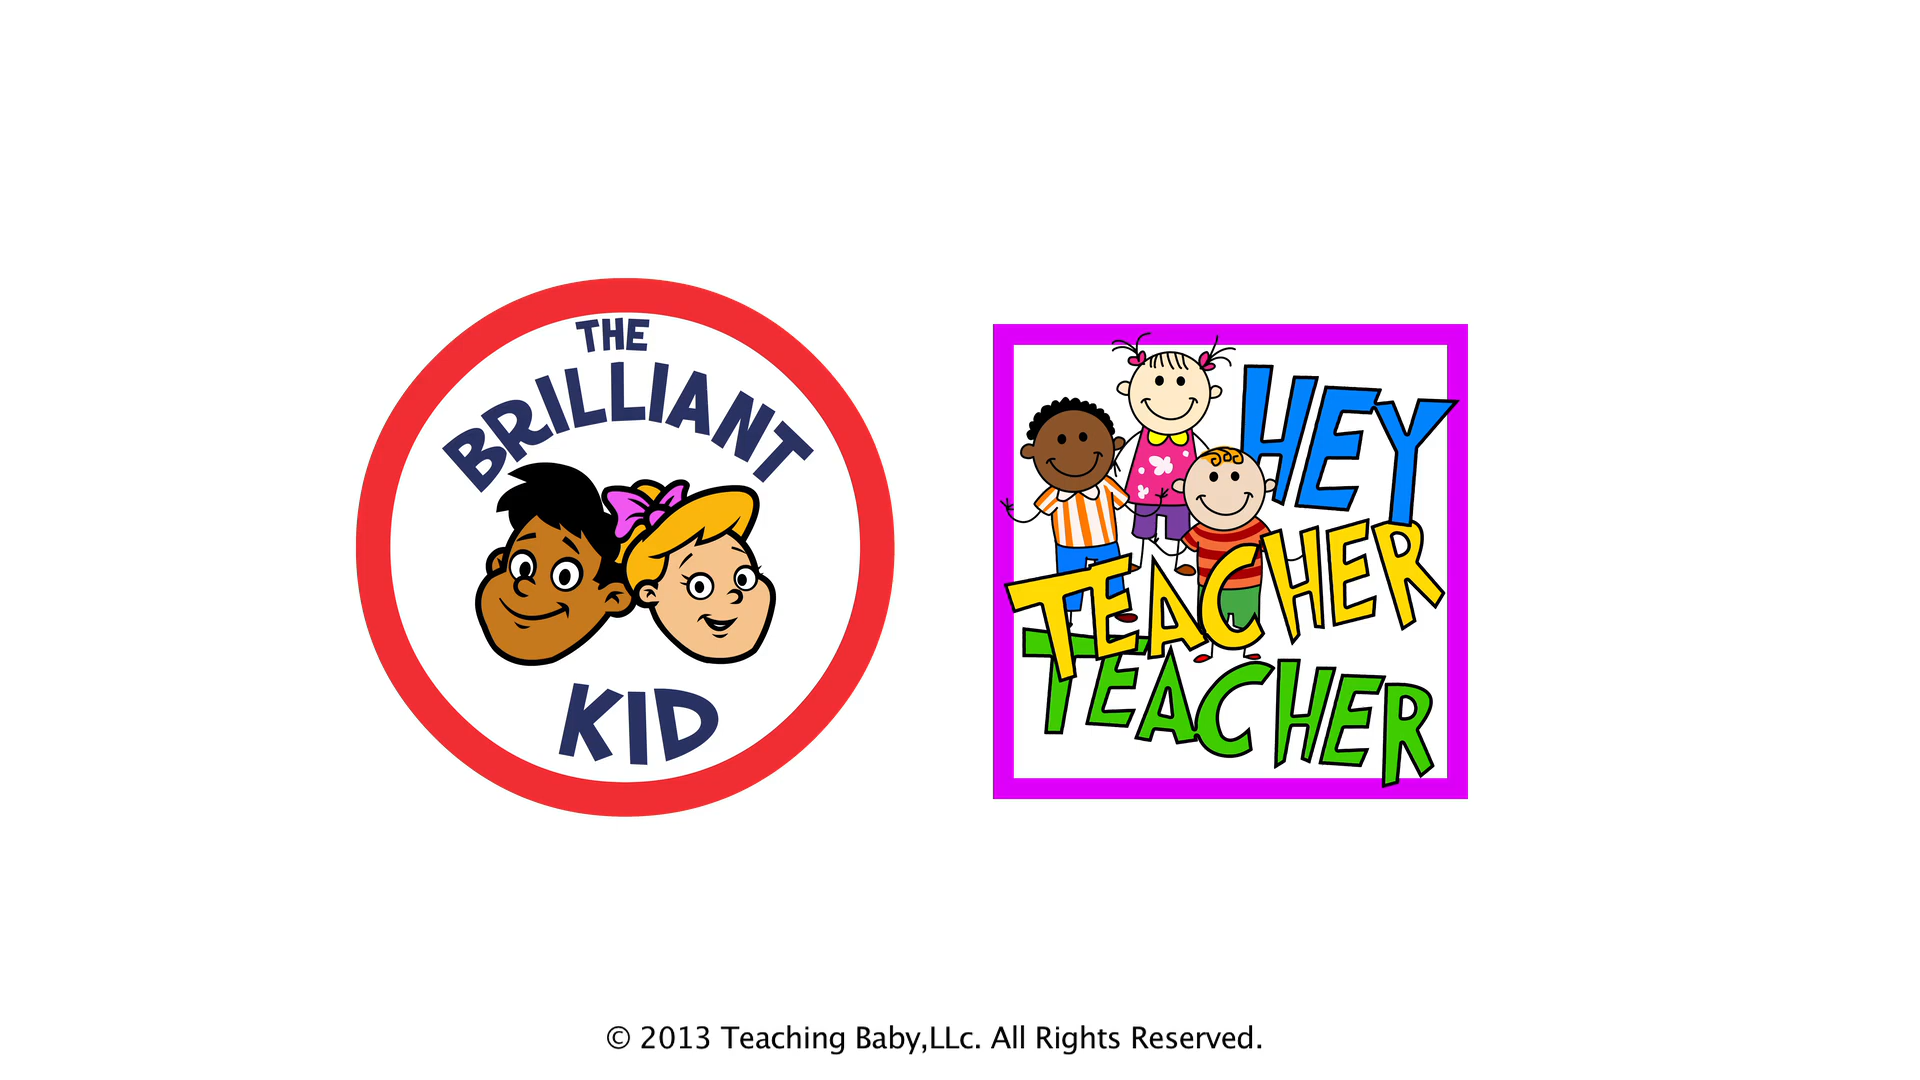 THE
BRILLIANT
KID
HEY
TEACHER
TEACHER
© 2013 Teaching Baby,LLc. All Rights Reserved.